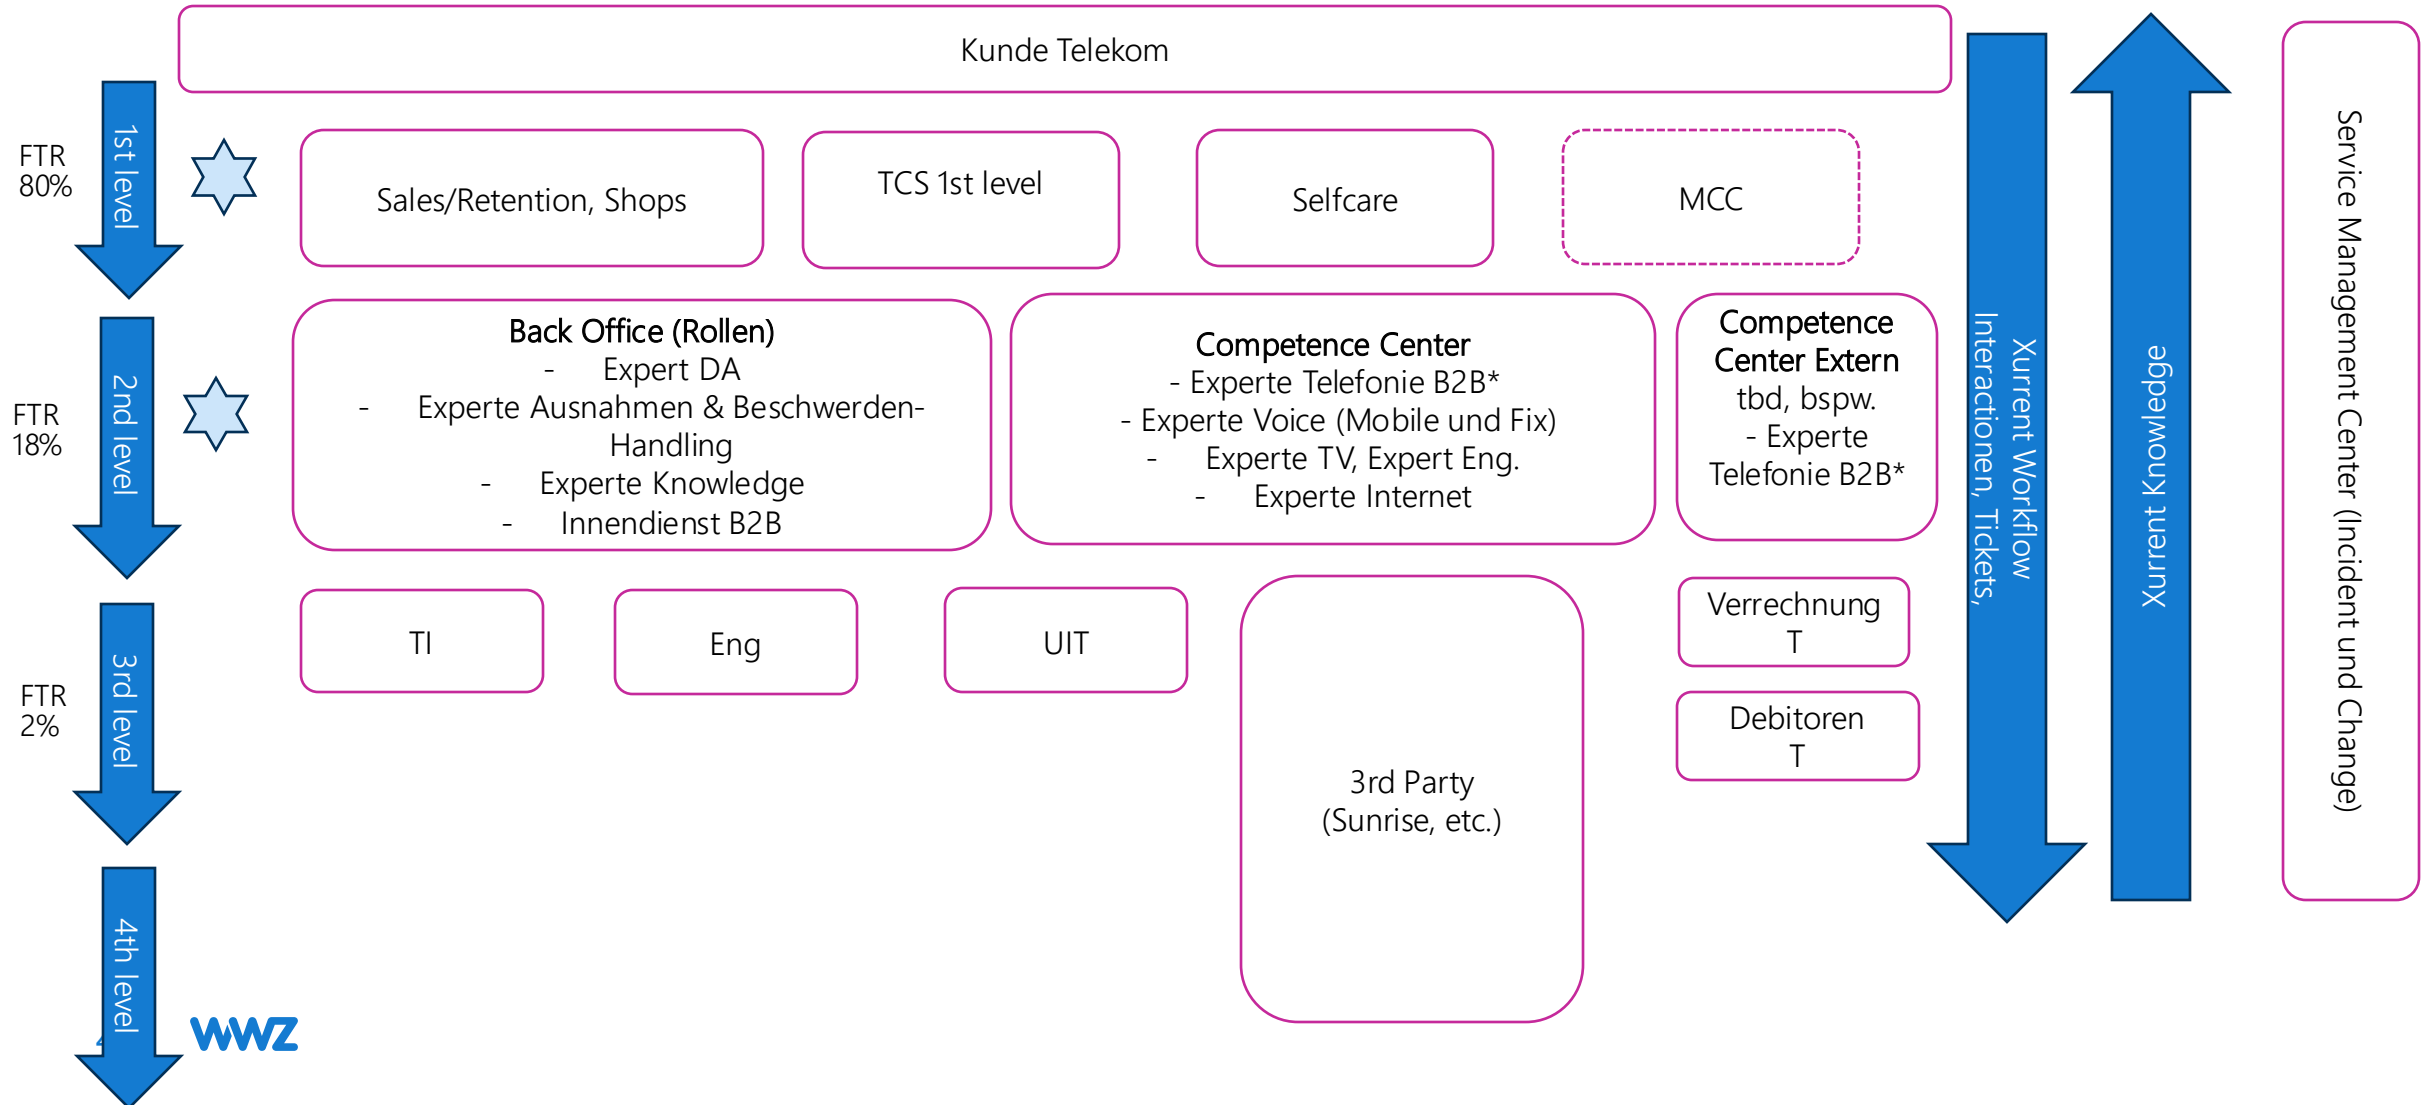 Kunde Telekom
1st level
FTR
80%
Sales/Retention, Shops
TCS 1st level
Selfcare
MCC
2nd level
FTR
18%
Back Office (Rollen)
- Expert DA
- Experte Ausnahmen & Beschwerden-
Handling
- Experte Knowledge
- Innendienst B2B
Competence Center
- Experte Telefonie B2B*
- Experte Voice (Mobile und Fix)
- Experte TV, Expert Eng.
- Experte Internet
Competence
Center Extern
tbd, bspw.
- Experte
Telefonie B2B*
3rd level
FTR
2%
TI
Eng
UIT
3rd Party
(Sunrise, etc.)
Verrechnung
T
Debitoren
T
4th level
WWZ
Xurrent Workflow
Interactionen, Tickets,
Xurrent Knowledge
Service Management Center (Incident und Change)